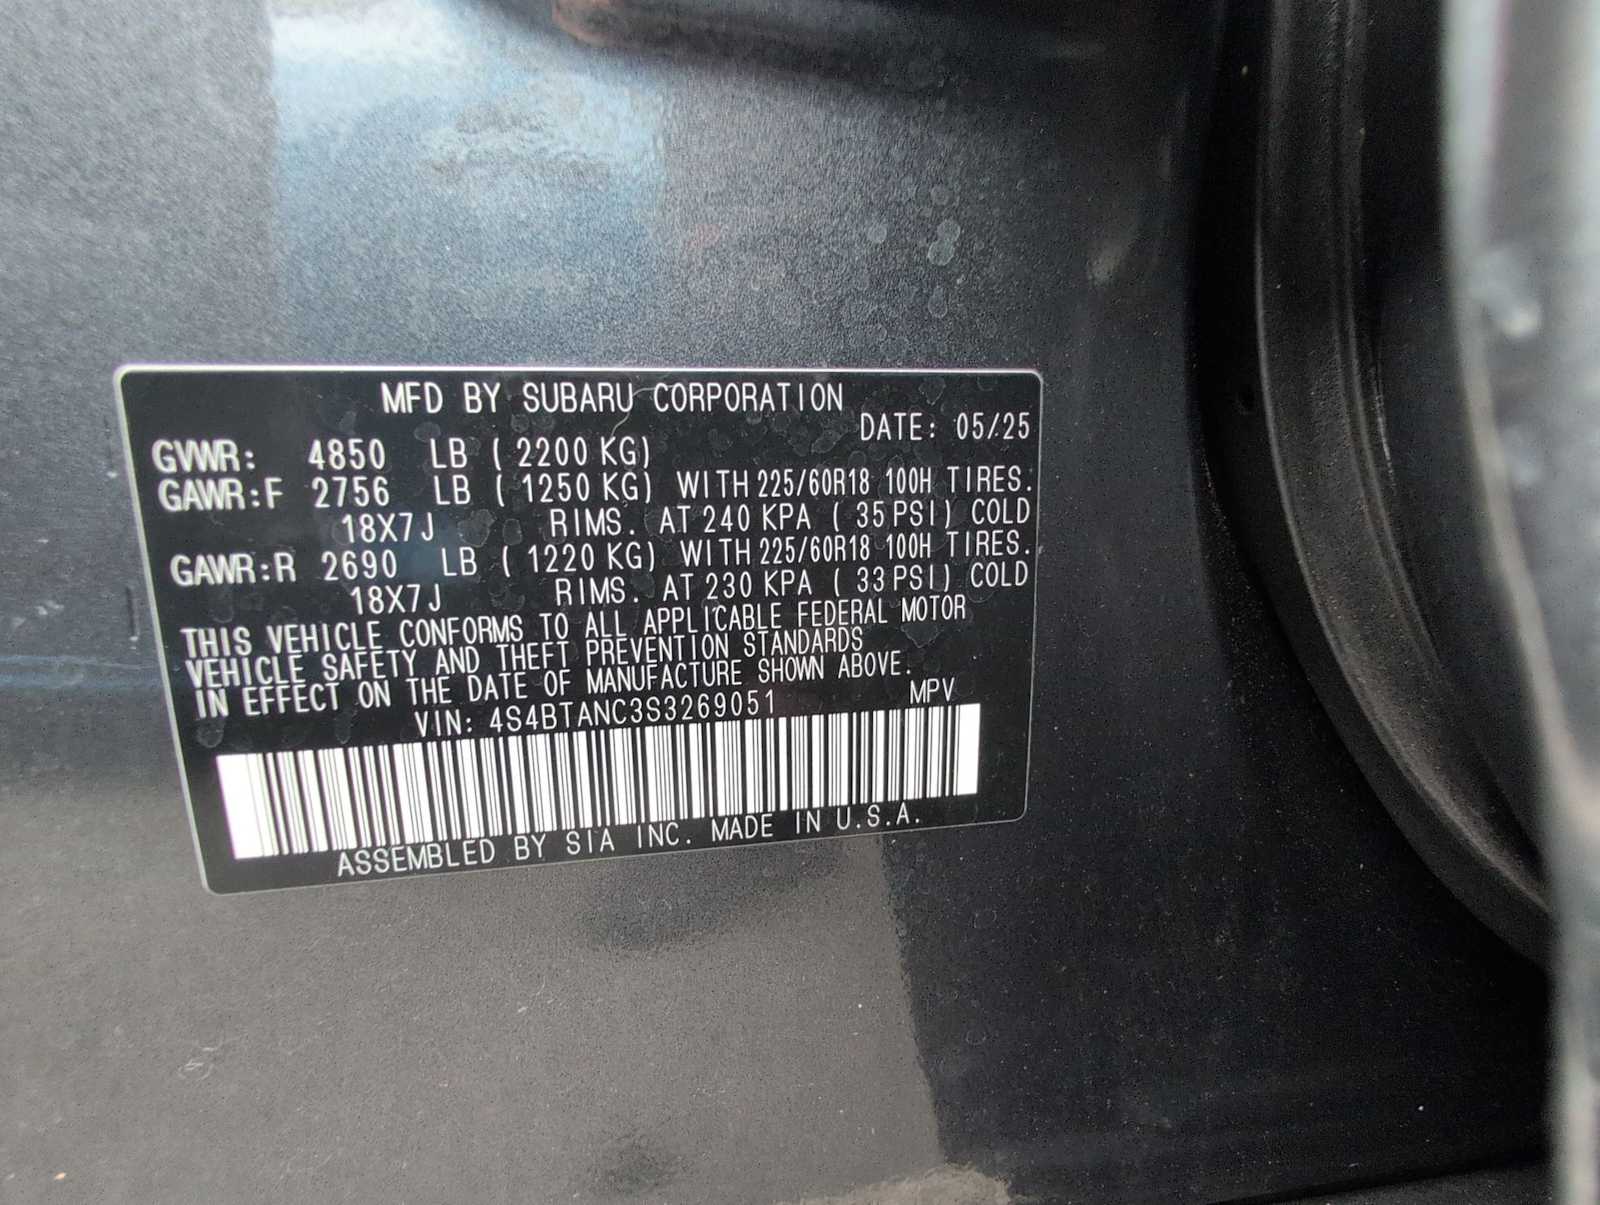 MFD BY SUBARU CORPORATION
DATE: 05/25
GVWR: 4850 LB ( 2200 KG)
GAWR:F 2756 LB ( 1250 KG) WITH 225/60R18 100H TIRES.
18X7J RIMS. AT 240 KPA ( 35 PSI) COLD
GAWR:R 2690 LB ( 1220 KG) WITH 225/60R18 100H TIRES.
18X7J RIMS. AT 230 KPA ( 33 PSI) COLD
THIS VEHICLE CONFORMS TO ALL APPLICABLE FEDERAL MOTOR
VEHICLE SAFETY AND THEFT PREVENTION STANDARDS
IN EFFECT ON THE DATE OF MANUFACTURE SHOWN ABOVE.
VIN: 4S4BTANC3S3269051 MPV
ASSEMBLED BY SIA INC. MADE IN U.S.A.